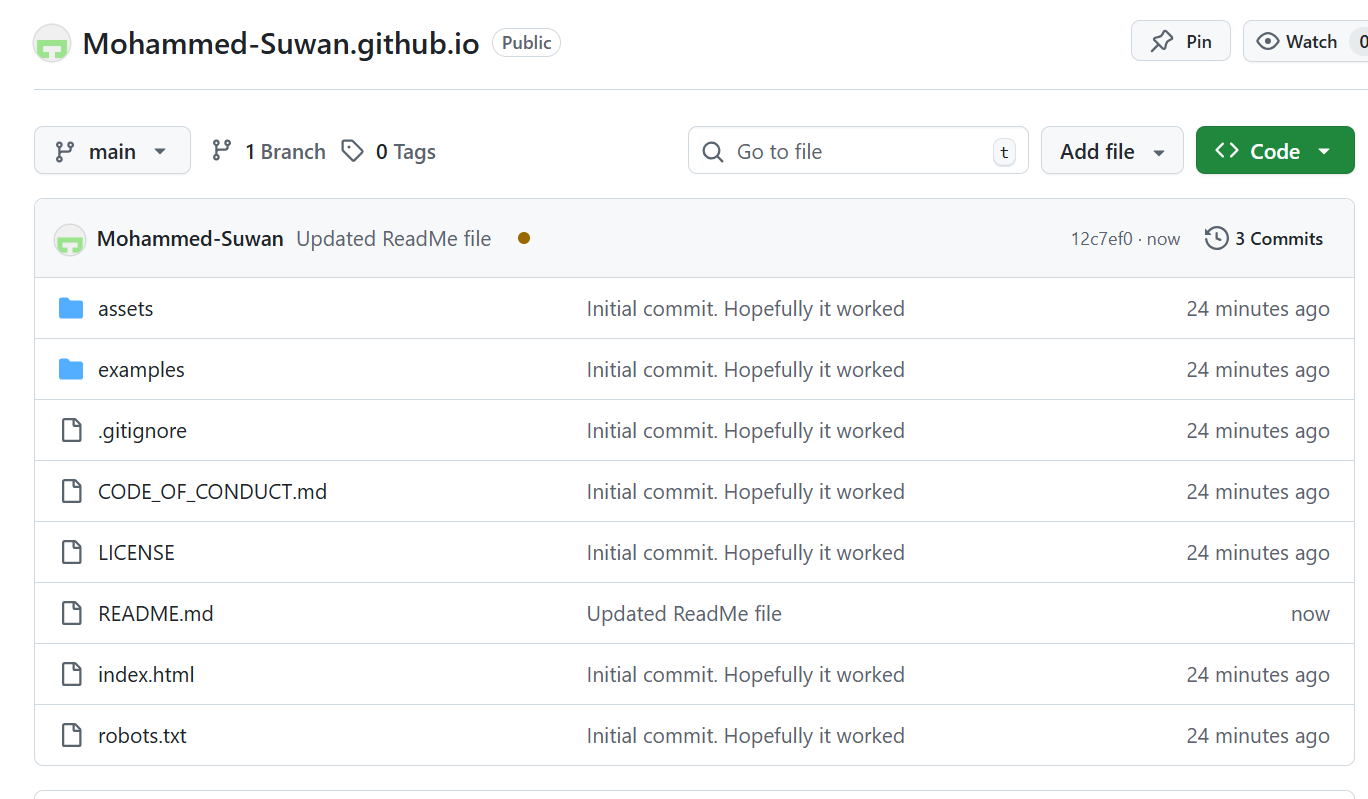 Mohammed-Suwan.github.io Public Pin Watch 0
main 1 Branch 0 Tags Go to file t Add file Code
Mohammed-Suwan Updated ReadMe file 12c7ef0 · now 3 Commits
assets Initial commit. Hopefully it worked 24 minutes ago
examples Initial commit. Hopefully it worked 24 minutes ago
.gitignore Initial commit. Hopefully it worked 24 minutes ago
CODE_OF_CONDUCT.md Initial commit. Hopefully it worked 24 minutes ago
LICENSE Initial commit. Hopefully it worked 24 minutes ago
README.md Updated ReadMe file now
index.html Initial commit. Hopefully it worked 24 minutes ago
robots.txt Initial commit. Hopefully it worked 24 minutes ago